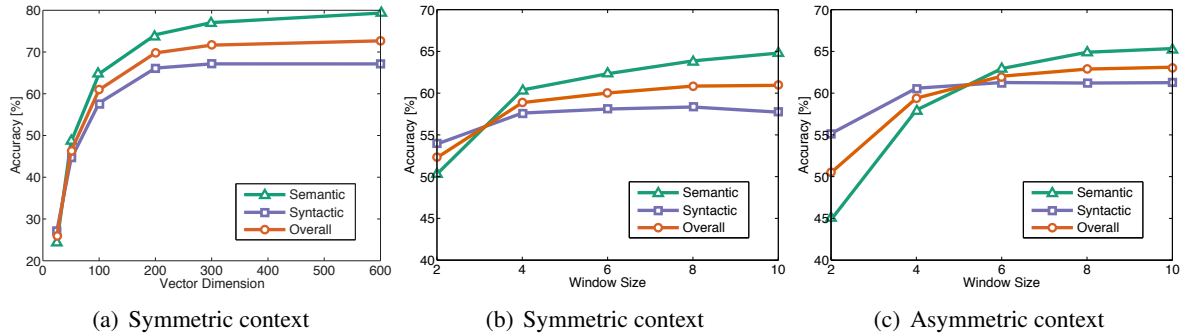 80
70
60
50
40
30
20
Accuracy [%]
0 100 200 300 400 500 600
Vector Dimension
Semantic
Syntactic
Overall
(a) Symmetric context
70
65
60
55
50
45
40
Accuracy [%]
2 4 6 8 10
Window Size
Semantic
Syntactic
Overall
(b) Symmetric context
70
65
60
55
50
45
40
Accuracy [%]
2 4 6 8 10
Window Size
Semantic
Syntactic
Overall
(c) Asymmetric context